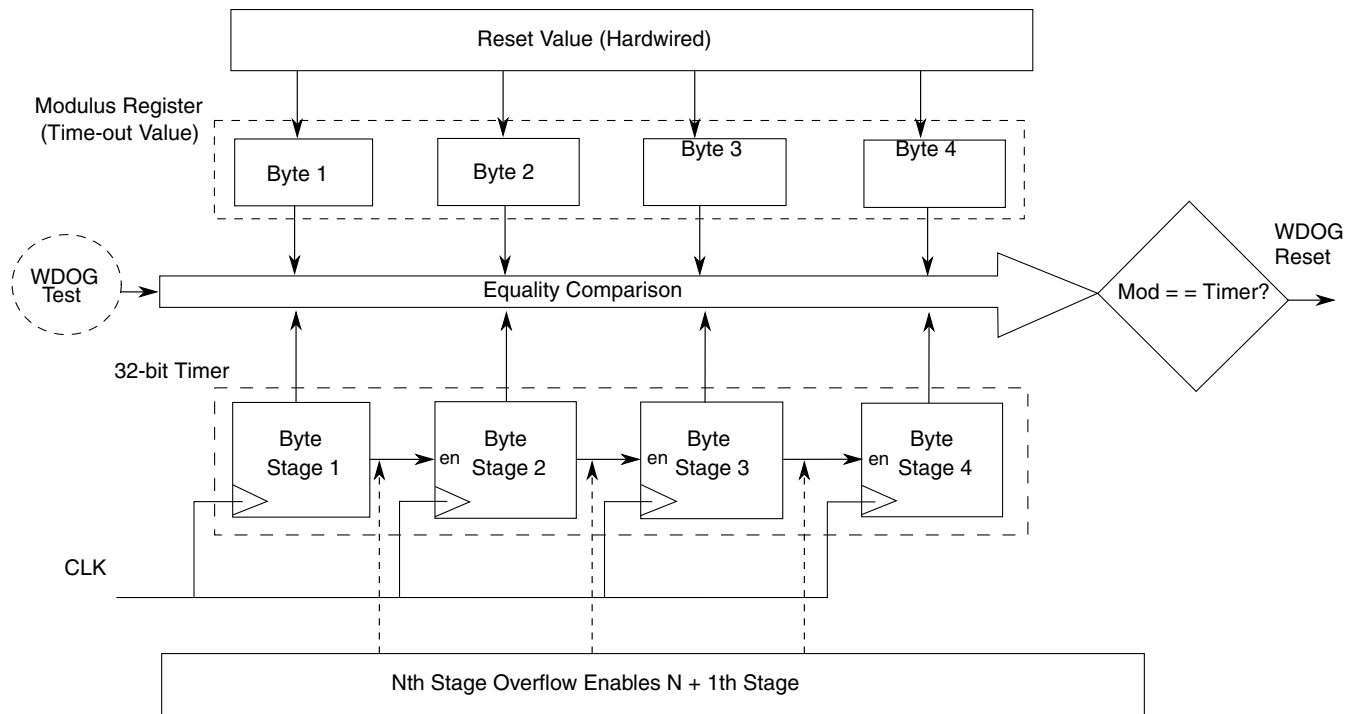 Reset Value (Hardwired)
Modulus Register
(Time-out Value)
Byte 1
Byte 2
Byte 3
Byte 4
WDOG
Test
Equality Comparison
Mod = = Timer?
WDOG
Reset
32-bit Timer
Byte
Stage 1
en
Byte
Stage 2
en
Byte
Stage 3
en
Byte
Stage 4
CLK
Nth Stage Overflow Enables N + 1th Stage